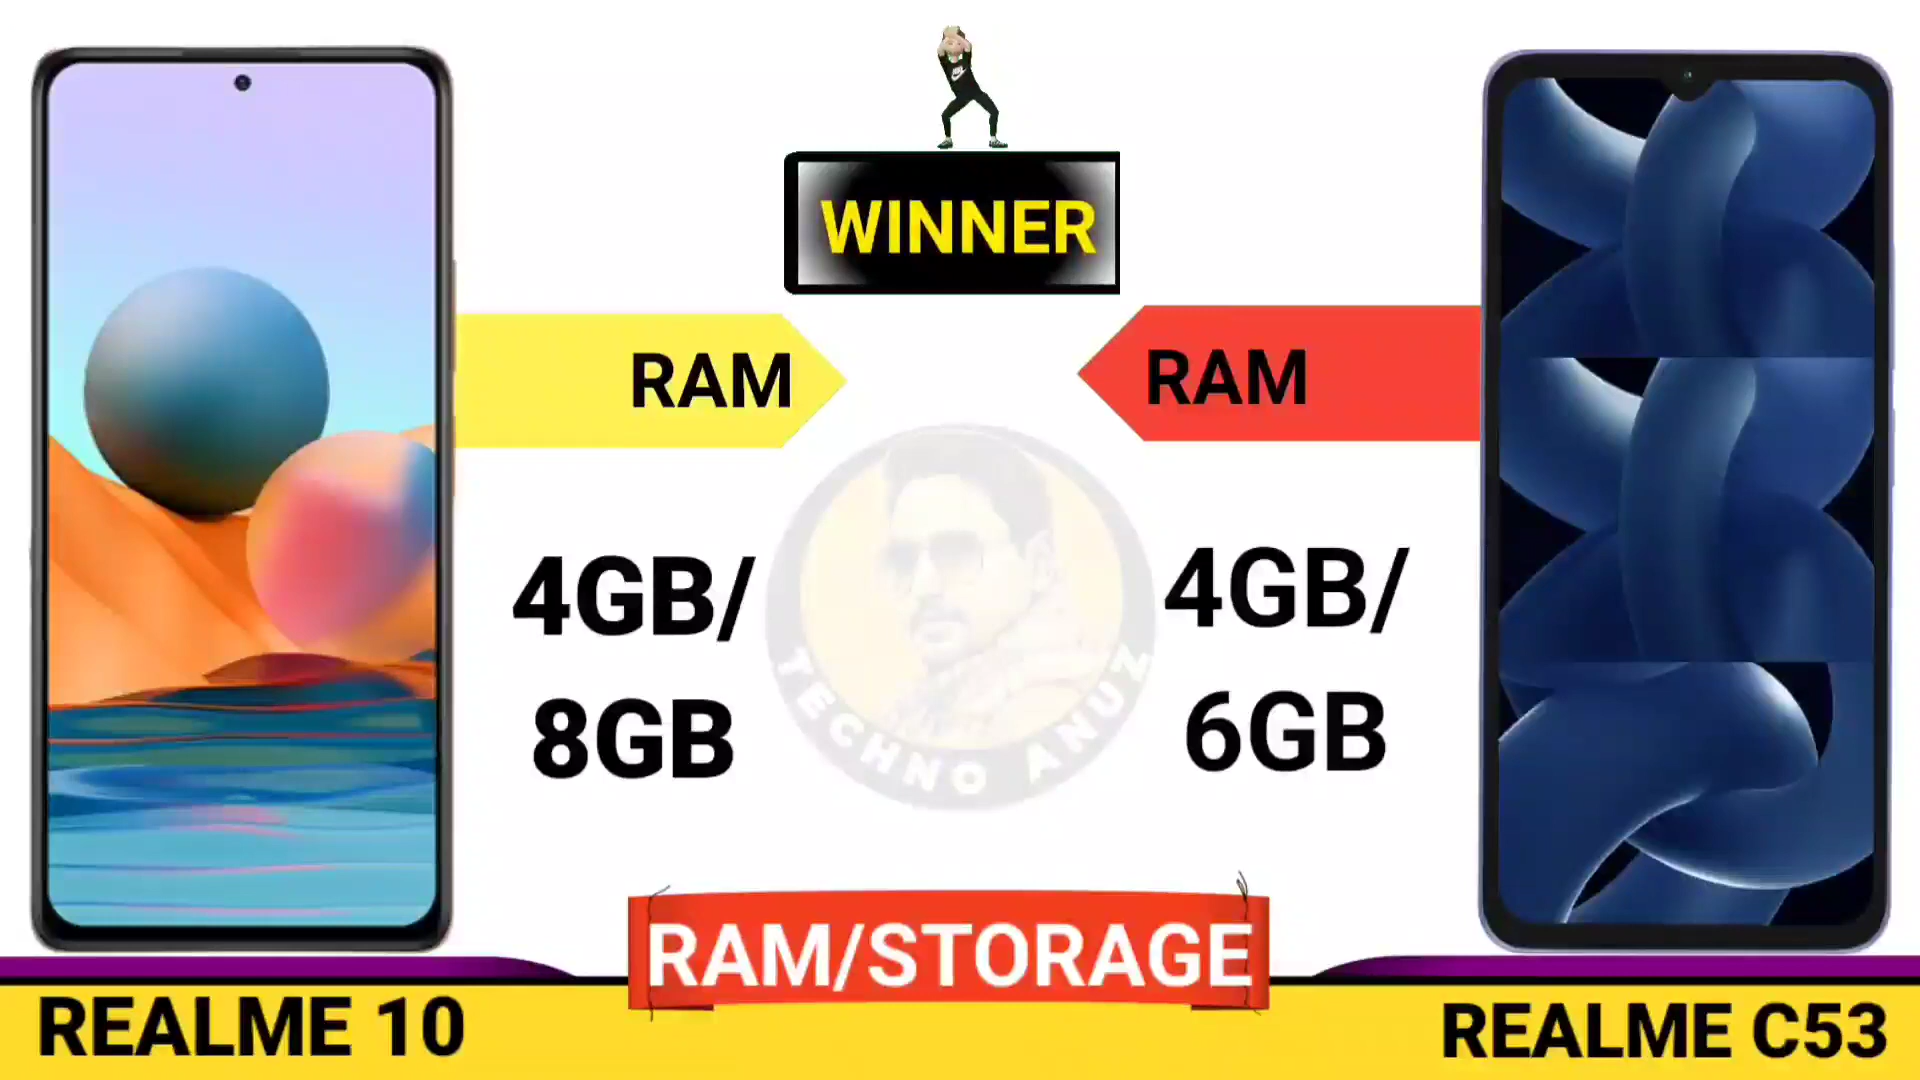 WINNER
RAM
RAM
4GB/
8GB
4GB/
6GB
TECHNO ANUZ
RAM/STORAGE
REALME 10
REALME C53